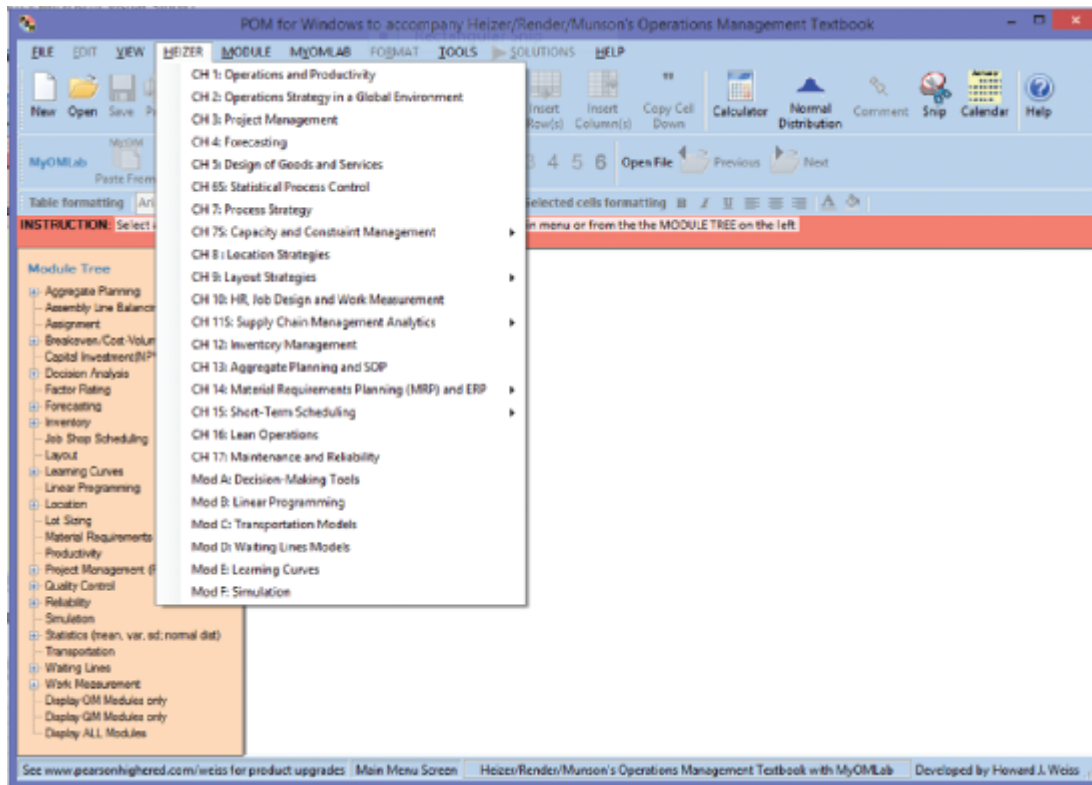 POM for Windows to accompany Heizer/Render/Munson's Operations Management Textbook
FILE EDIT VIEW HEIZER MODULE MYOMLAB FORMAT TOOLS SOLUTIONS HELP
New Open Save Insert Row(s) Insert Column(s) Copy Cell Down Calculator Normal Distribution Comment Snip Calendar Help
MyOMLab Paste From 3 4 5 6 Open File Previous Next
Table formatting Ari Selected cells formatting B I U A
INSTRUCTION: Select in menu or from the the MODULE TREE on the left
CH 1: Operations and Productivity
CH 2: Operations Strategy in a Global Environment
CH 3: Project Management
CH 4: Forecasting
CH 5: Design of Goods and Services
CH 6S: Statistical Process Control
CH 7: Process Strategy
CH 7S: Capacity and Constraint Management
CH 8: Location Strategies
CH 9: Layout Strategies
CH 10: HR, Job Design and Work Measurement
CH 11S: Supply Chain Management Analytics
CH 12: Inventory Management
CH 13: Aggregate Planning and SOP
CH 14: Material Requirements Planning (MRP) and ERP
CH 15: Short-Term Scheduling
CH 16: Lean Operations
CH 17: Maintenance and Reliability
Mod A: Decision-Making Tools
Mod B: Linear Programming
Mod C: Transportation Models
Mod D: Waiting Lines Models
Mod E: Learning Curves
Mod F: Simulation
Module Tree
Aggregate Planning
Assembly Line Balancin
Assignment
Breakeven/Cost-Volum
Capital Investment(NPV
Decision Analysis
Factor Rating
Forecasting
Inventory
Job Shop Scheduling
Layout
Learning Curves
Linear Programming
Location
Lot Sizing
Material Requirements
Productivity
Project Management (P
Quality Control
Reliability
Simulation
Statistics (mean, var, sd; normal dist)
Transportation
Waiting Lines
Work Measurement
Display OM Modules only
Display QM Modules only
Display ALL Modules
See www.pearsonhighered.com/weiss for product upgrades Main Menu Screen Heizer/Render/Munson's Operations Management Textbook with MyOMLab Developed by Howard J. Weiss